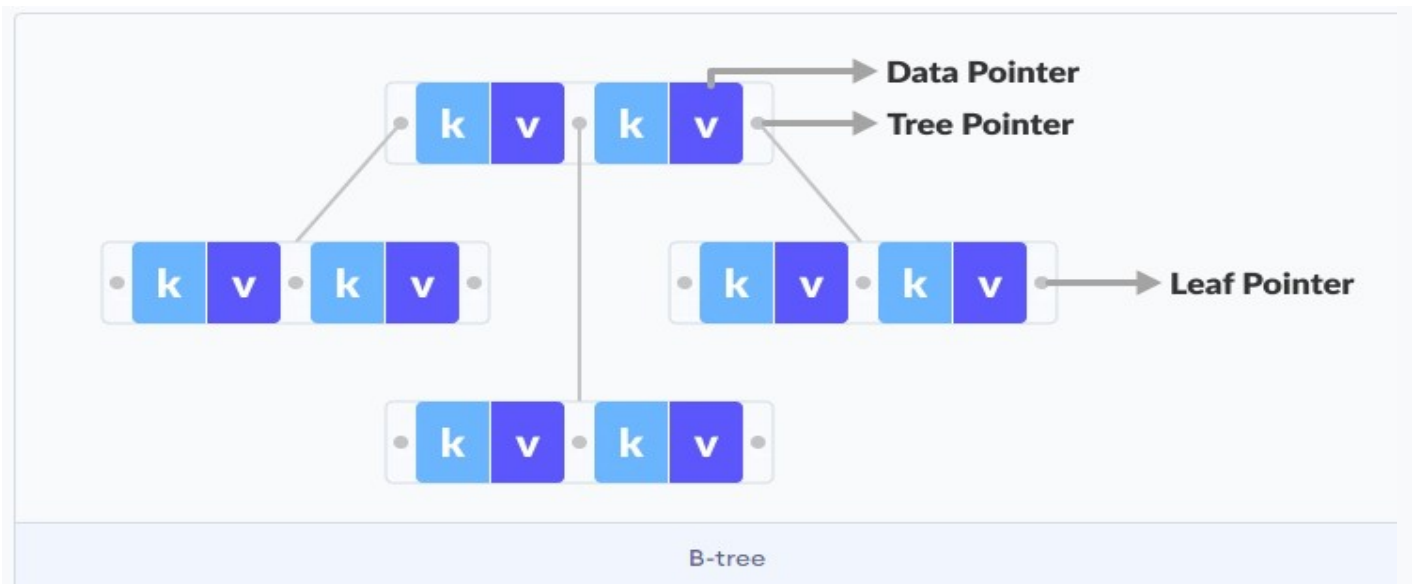 Data Pointer
k v k v
Tree Pointer
k v k v
k v k v
Leaf Pointer
k v k v
B-tree